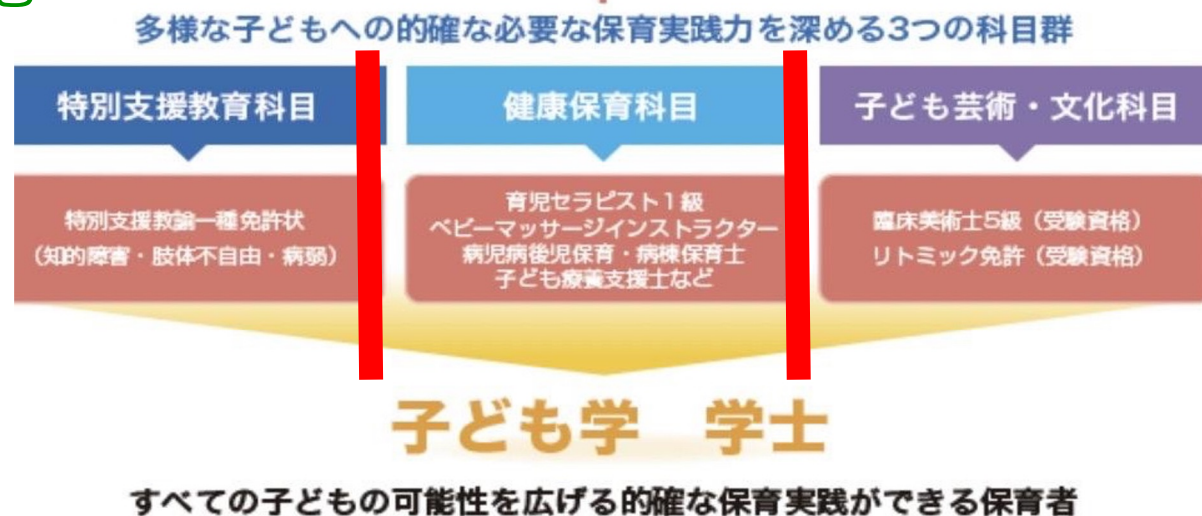 多様な子どもへの的確な必要な保育実践力を深める3つの科目群
特別支援教育科目
特別支援教諭一種免許状
(知的障害・肢体不自由・病弱)
健康保育科目
育児セラピスト1級
ベビーマッサージインストラクター
病児病後児保育・病棟保育士
子ども療養支援士など
子ども芸術・文化科目
臨床美術士5級(受験資格)
リトミック免許(受験資格)
子ども学 学士
すべての子どもの可能性を広げる的確な保育実践ができる保育者